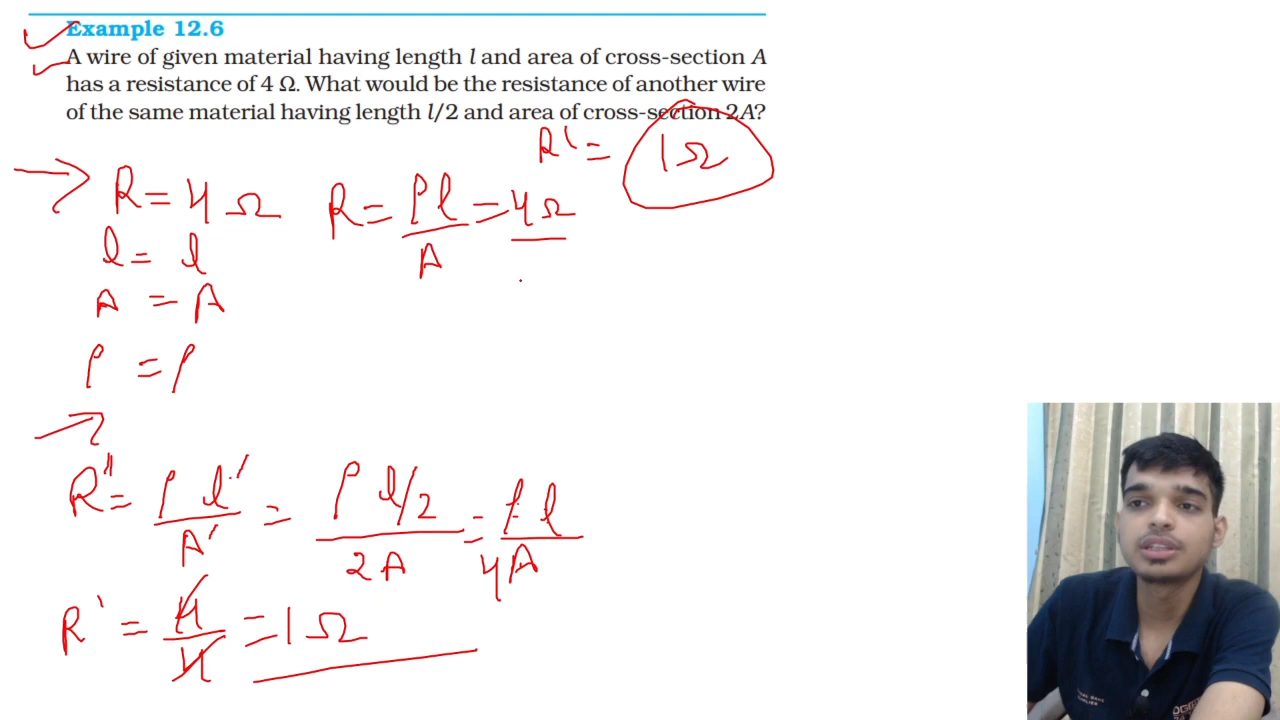 Example 12.6
A wire of given material having length l and area of cross-section A
has a resistance of 4 Ω. What would be the resistance of another wire
of the same material having length l/2 and area of cross-section 2A?
R' = 1Ω
R = 4 Ω R = ρl/A = 4Ω
l = l
A = A
ρ = ρ
R'' = ρ l'/A' = ρ l/2 / 2A = ρl/4A
R' = 4/4 = 1 Ω